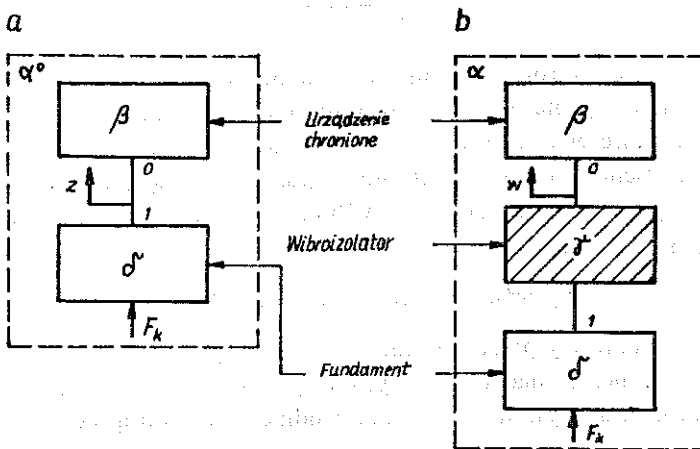 a
b
α°
α
β
β
Urządzenie
chronione
0
0
z
w
1
Wibroizolator
γ
δ
1
F_k
Fundament
δ
F_k